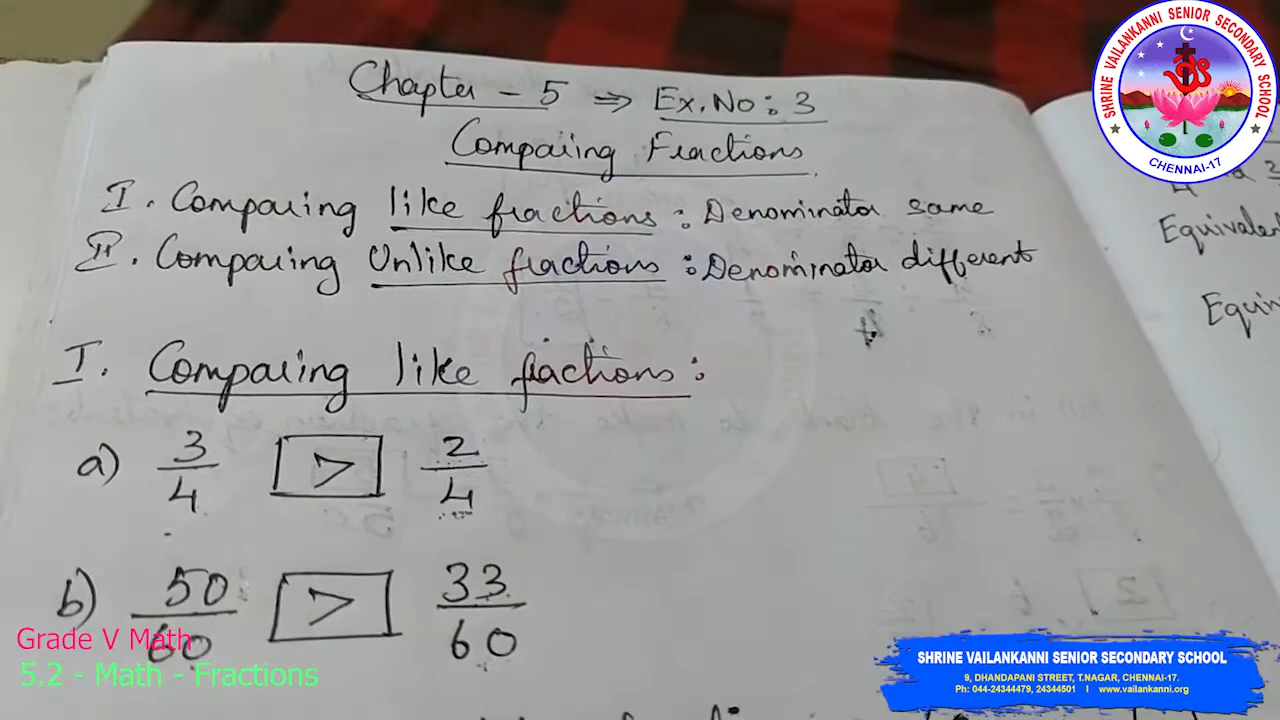 Chapter - 5 ⇒ Ex.No: 3
Comparing Fractions
I. Comparing like fractions : Denominator same
II. Comparing Unlike fractions : Denominator different
I. Comparing like fractions :
a) 3/4 > 2/4
b) 50/60 > 33/60
Grade V Math
5.2 - Math - Fractions
SHRINE VAILANKANNI SENIOR SECONDARY SCHOOL
CHENNAI-17
SHRINE VAILANKANNI SENIOR SECONDARY SCHOOL
9, DHANDAPANI STREET, T.NAGAR, CHENNAI-17.
Ph: 044-24344479, 24344501 I www.vailankanni.org